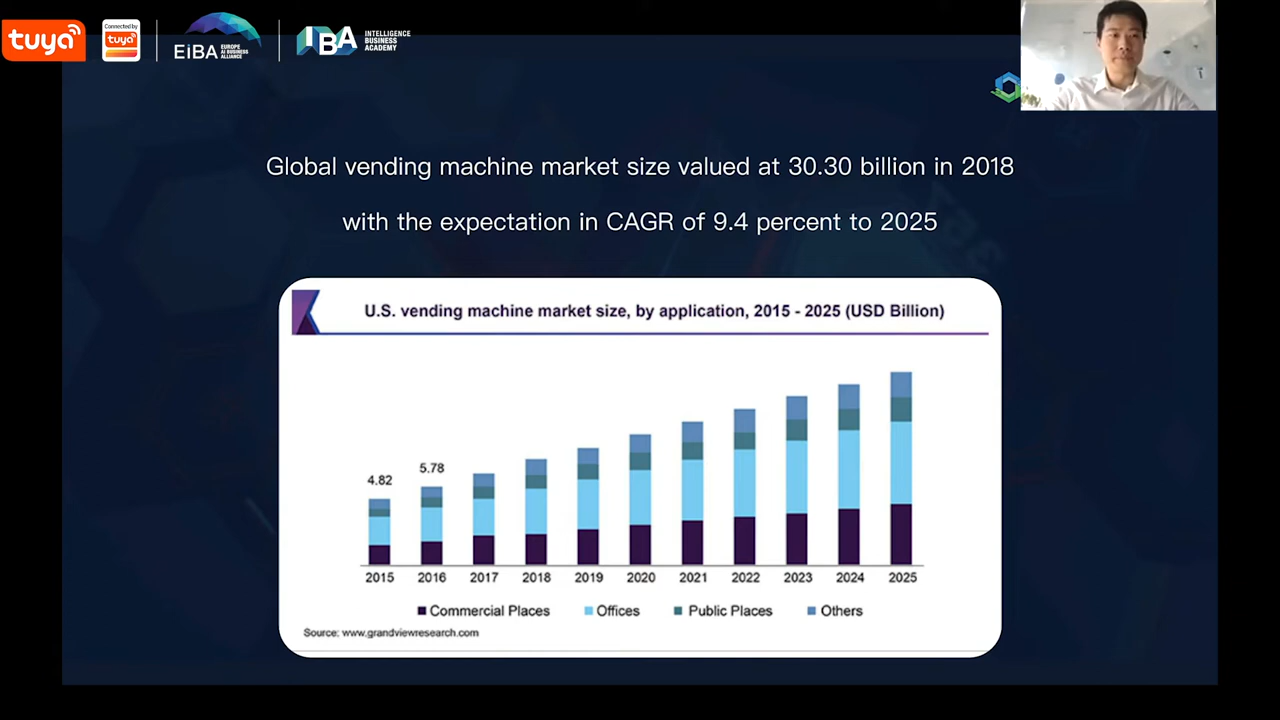 tuya
Connected by
tuya
EiBA EUROPE AI BUSINESS ALLIANCE
IBA INTELLIGENCE BUSINESS ACADEMY
Global vending machine market size valued at 30.30 billion in 2018
with the expectation in CAGR of 9.4 percent to 2025
U.S. vending machine market size, by application, 2015 - 2025 (USD Billion)
4.82
5.78
2015 2016 2017 2018 2019 2020 2021 2022 2023 2024 2025
Commercial Places Offices Public Places Others
Source: www.grandviewresearch.com